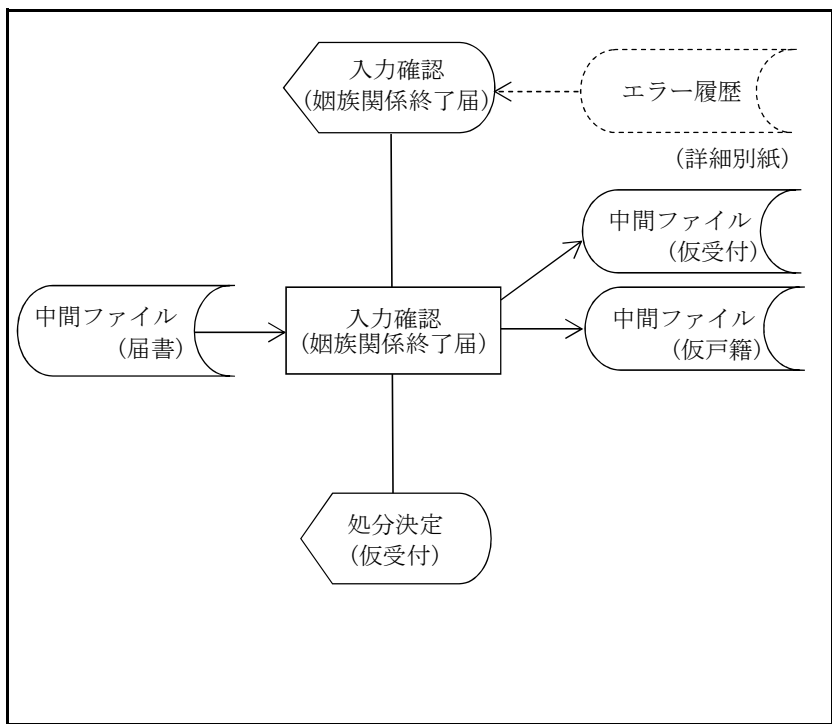 入力確認
(姻族関係終了届)
エラー履歴
(詳細別紙)
中間ファイル
(仮受付)
中間ファイル
(届書)
入力確認
(姻族関係終了届)
中間ファイル
(仮戸籍)
処分決定
(仮受付)